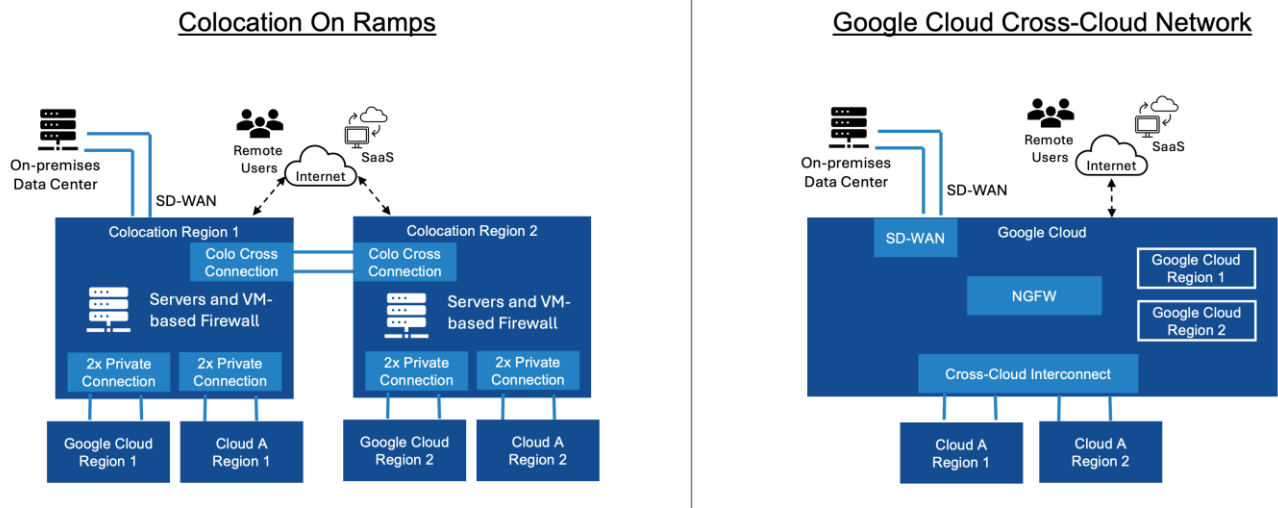 Colocation On Ramps
On-premises
Data Center
SD-WAN
Remote
Users
SaaS
Internet
Colocation Region 1
Colo Cross
Connection
Servers and VM-
based Firewall
2x Private
Connection
2x Private
Connection
Google Cloud
Region 1
Cloud A
Region 1
Colocation Region 2
Colo Cross
Connection
Servers and VM-
based Firewall
2x Private
Connection
2x Private
Connection
Google Cloud
Region 2
Cloud A
Region 2
Google Cloud Cross-Cloud Network
On-premises
Data Center
SD-WAN
Remote
Users
SaaS
Internet
SD-WAN
Google Cloud
Google Cloud
Region 1
NGFW
Google Cloud
Region 2
Cross-Cloud Interconnect
Cloud A
Region 1
Cloud A
Region 2